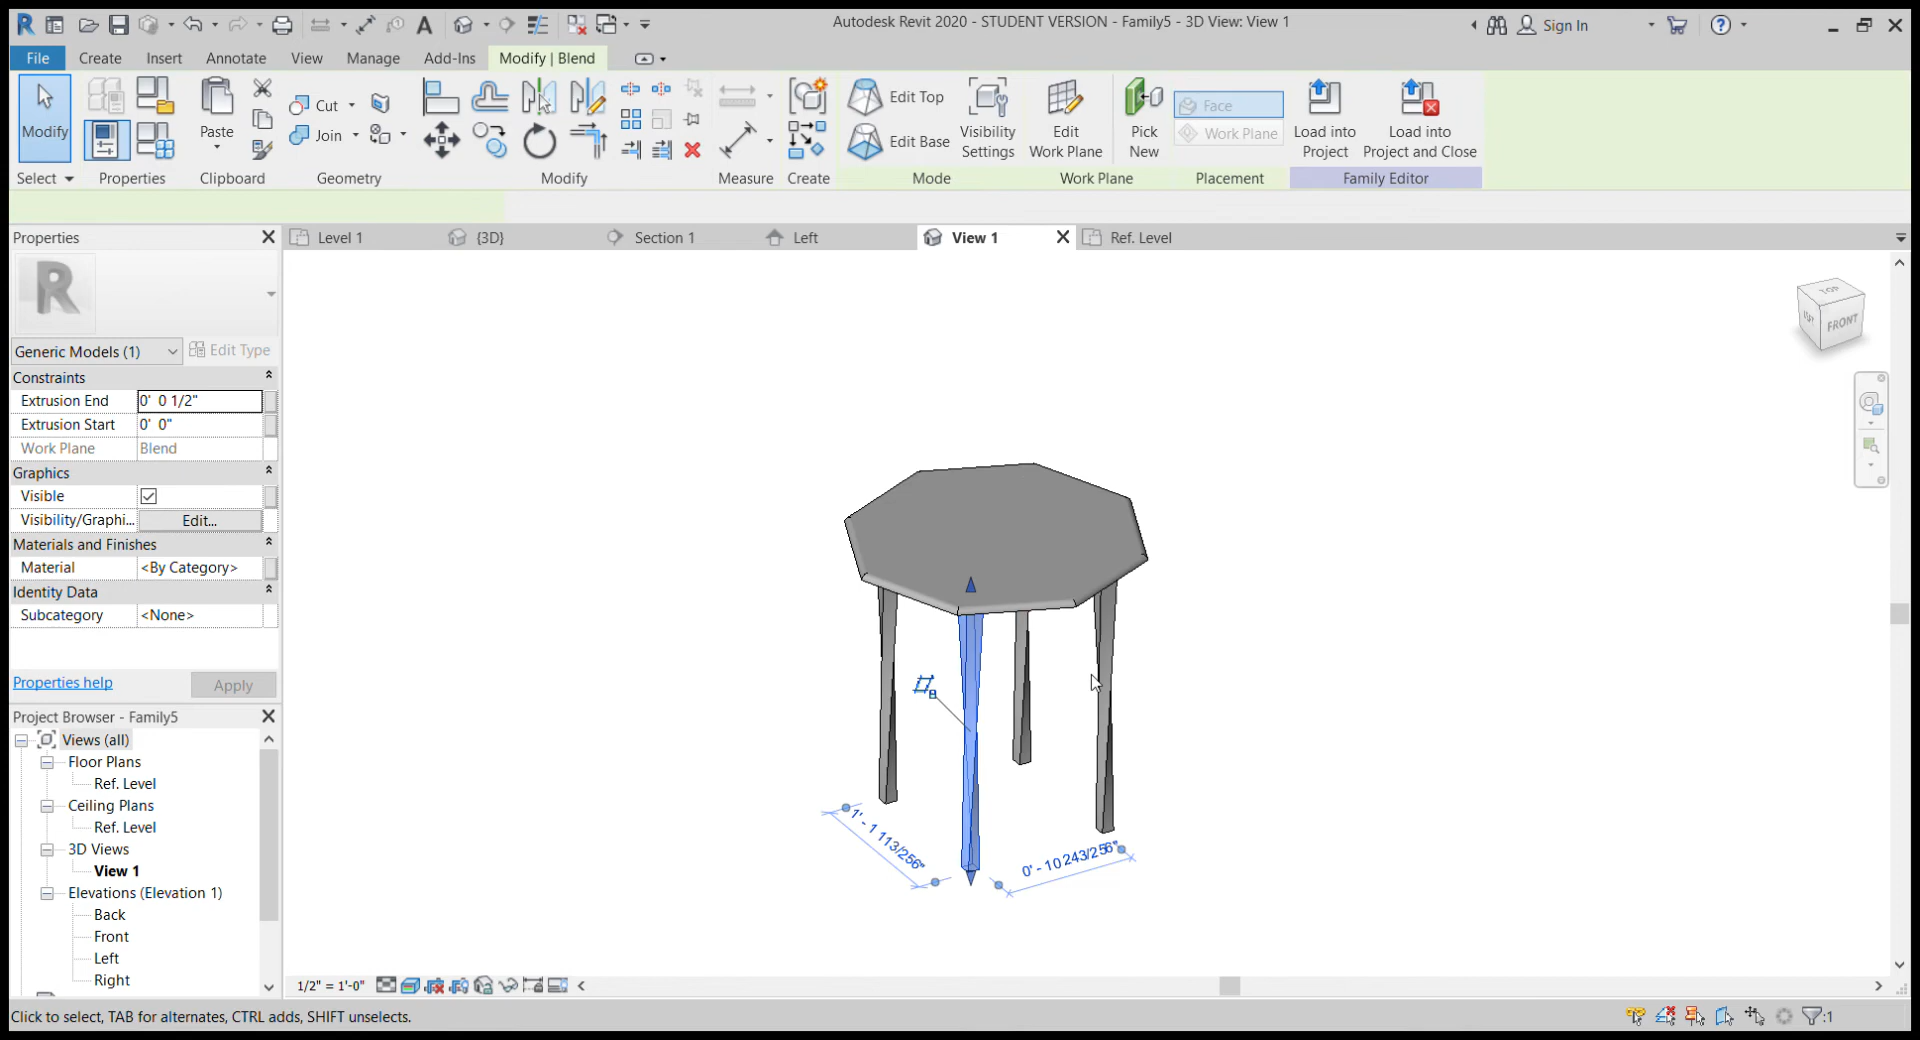 Autodesk Revit 2020 - STUDENT VERSION - Family5 - 3D View: View 1
Sign In
File Create Insert Annotate View Manage Add-Ins Modify | Blend
Modify
Paste
Cut
Join
Edit Top
Edit Base
Visibility Settings
Edit Work Plane
Pick New
Face
Work Plane
Load into Project
Load into Project and Close
Select Properties Clipboard Geometry Modify Measure Create Mode Work Plane Placement Family Editor
Properties
Level 1 {3D} Section 1 Left View 1 Ref. Level
R
Generic Models (1) Edit Type
Constraints
Extrusion End 0' 0 1/2"
Extrusion Start 0' 0"
Work Plane Blend
Graphics
Visible
Visibility/Graphi... Edit...
Materials and Finishes
Material <By Category>
Identity Data
Subcategory <None>
Properties help Apply
Project Browser - Family5
Views (all)
Floor Plans
Ref. Level
Ceiling Plans
Ref. Level
3D Views
View 1
Elevations (Elevation 1)
Back
Front
Left
Right
TOP
FRONT
1' - 1 113/256"
0' - 10 243/256"
1/2" = 1'-0"
Click to select, TAB for alternates, CTRL adds, SHIFT unselects.
:1